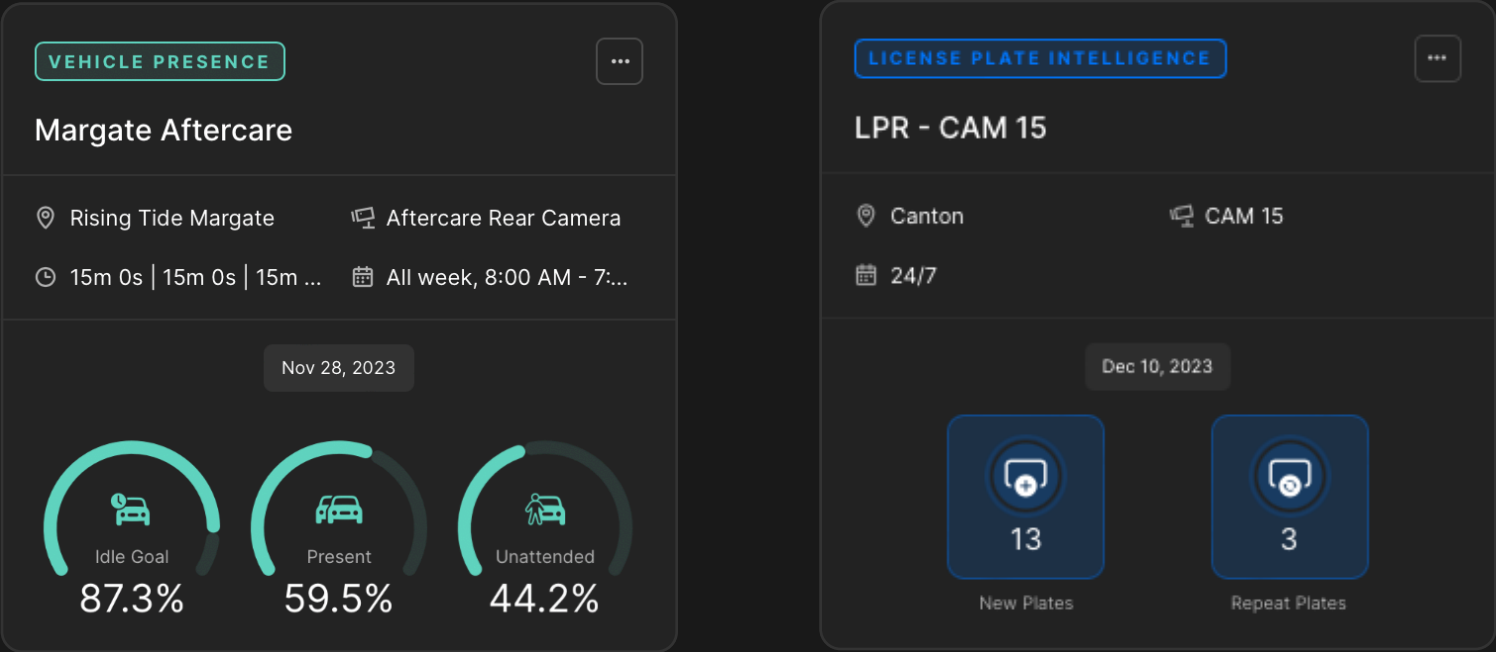 VEHICLE PRESENCE
...
Margate Aftercare
Rising Tide Margate
Aftercare Rear Camera
15m 0s | 15m 0s | 15m ...
All week, 8:00 AM - 7:...
Nov 28, 2023
Idle Goal
87.3%
Present
59.5%
Unattended
44.2%
LICENSE PLATE INTELLIGENCE
...
LPR - CAM 15
Canton
CAM 15
24/7
Dec 10, 2023
13
New Plates
3
Repeat Plates